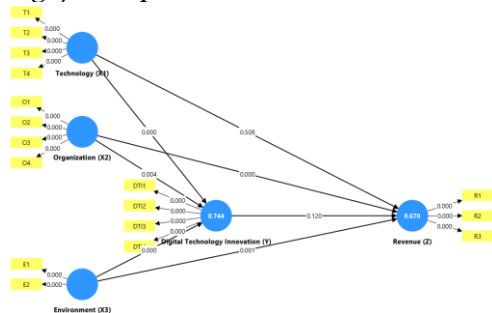 T1
0.000
T2
0.000
0.000
T3
0.000
T4
Technology (X1)
O1
0.000
O2
0.000
0.000
O3
0.000
O4
Organization (X2)
0.000
0.508
0.004
0.000
DTI1
0.000
DTI2
0.000
0.000
DTI3
0.000
0.744
Digital Technology Innovation (Y)
0.120
0.670
Revenue (Z)
0.000
R1
0.000
R2
0.000
R3
0.000
0.001
E1
0.000
E2
0.000
Environment (X3)